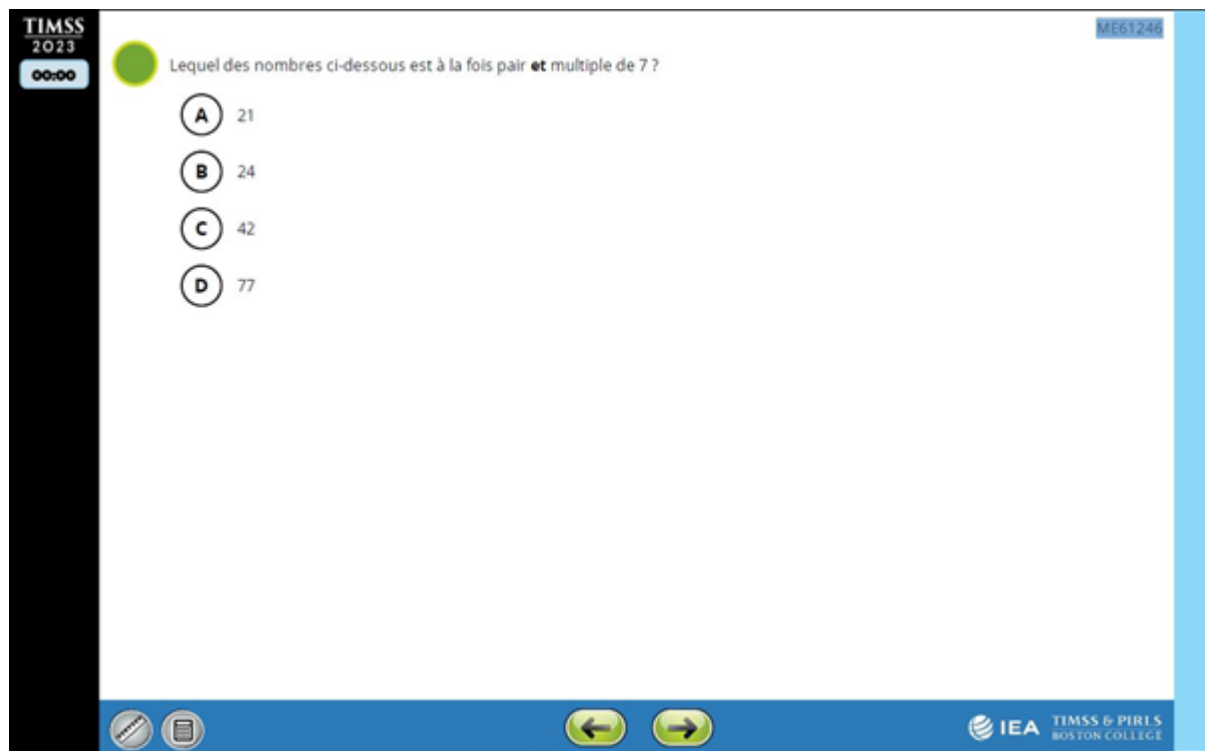 TIMSS
2023
00:00
ME61246
Lequel des nombres ci-dessous est à la fois pair et multiple de 7 ?
A 21
B 24
C 42
D 77
IEA
TIMSS & PIRLS
BOSTON COLLEGE